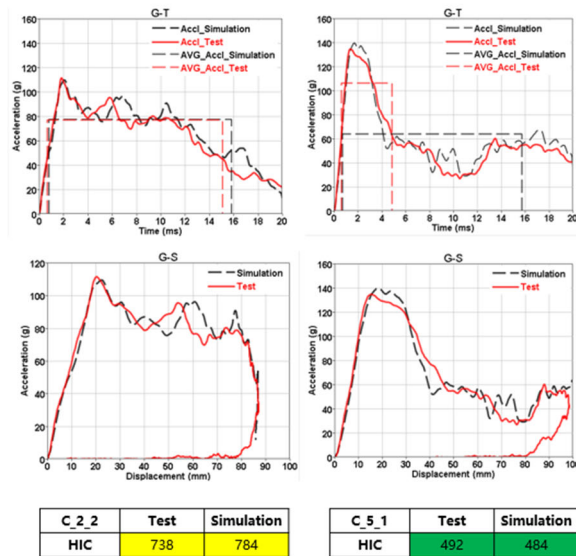 G-T
Accl_Simulation
Accl_Test
AVG_Accl_Simulation
AVG_Accl_Test
Acceleration (g)
160
140
120
100
80
60
40
20
0
0 2 4 6 8 10 12 14 16 18 20
Time (ms)
G-T
Accl_Simulation
Accl_Test
AVG_Accl_Simulation
AVG_Accl_Test
Acceleration (g)
160
140
120
100
80
60
40
20
0
0 2 4 6 8 10 12 14 16 18 20
Time (ms)
G-S
Simulation
Test
Acceleration (g)
120
100
80
60
40
20
0
0 10 20 30 40 50 60 70 80 90 100
Displacement (mm)
G-S
Simulation
Test
Acceleration (g)
160
140
120
100
80
60
40
20
0
0 10 20 30 40 50 60 70 80 90 100
Displacement (mm)
C_2_2 Test Simulation
HIC 738 784
C_5_1 Test Simulation
HIC 492 484